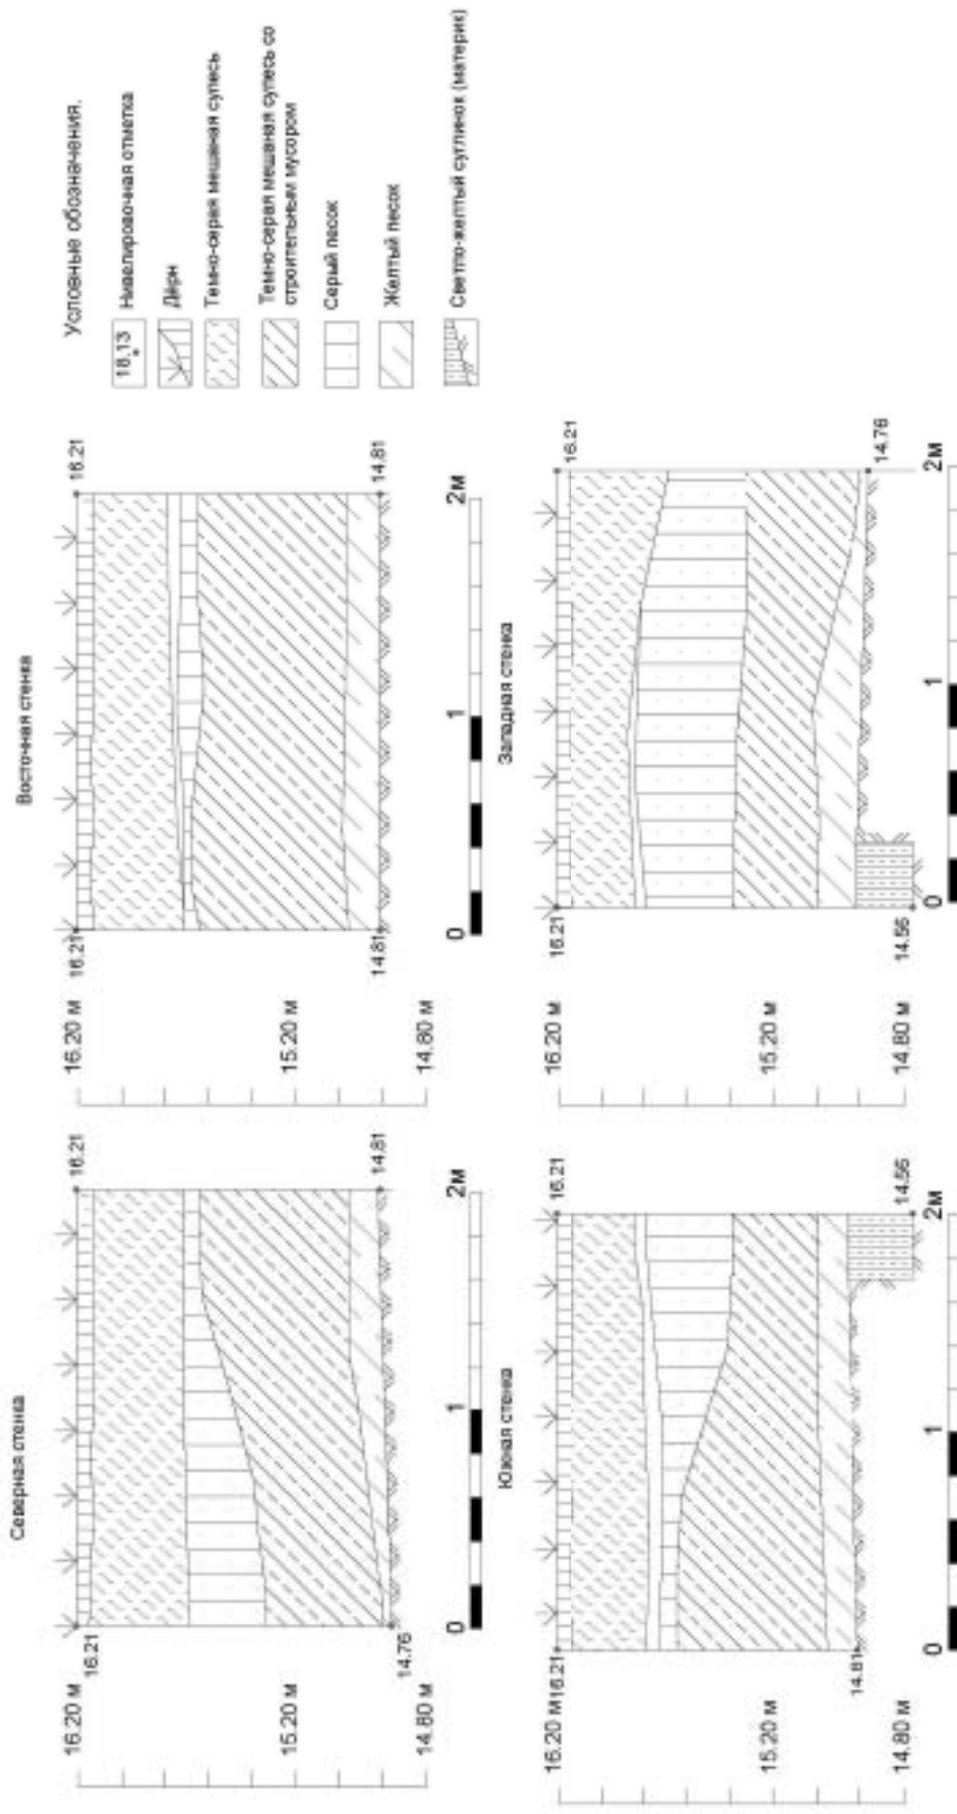 Северная стенка
16.20 м
15.20 м
14.80 м
16.21
14.76
16.21
14.81
0
1
2м
Восточная стенка
16.20 м
15.20 м
14.80 м
16.21
14.81
16.21
14.81
0
1
2м
Условные обозначения.
18.13 Нивелировочная отметка
Дёрн
Темно-серая мешаная супесь
Темно-серая мешаная супесь со
строительным мусором
Серый песок
Желтый песок
Светло-желтый суглинок (материк)
Южная стенка
16.20 м
15.20 м
14.80 м
16.21
14.81
16.21
14.56
0
1
2м
Западная стенка
16.20 м
15.20 м
14.80 м
16.21
14.56
16.21
14.76
0
1
2м